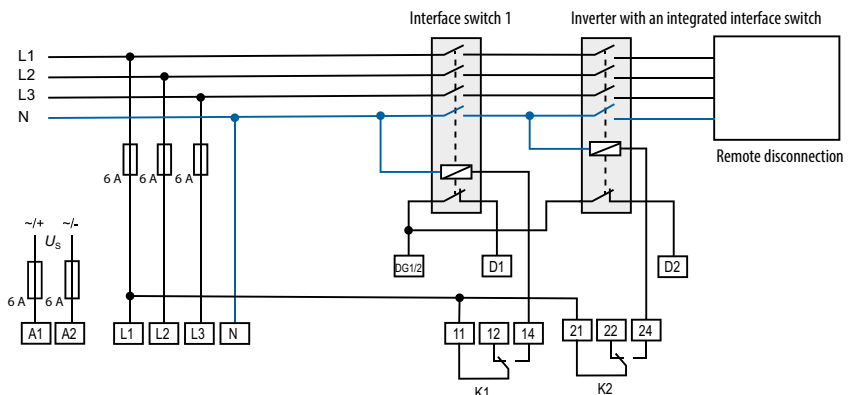 Interface switch 1
Inverter with an integrated interface switch
L1
L2
L3
N
Remote disconnection
6 A
6 A
6 A
~/+
~/-
Us
6 A
6 A
DG1/2
D1
D2
A1
A2
L1
L2
L3
N
11
12
14
21
22
24
K1
K2